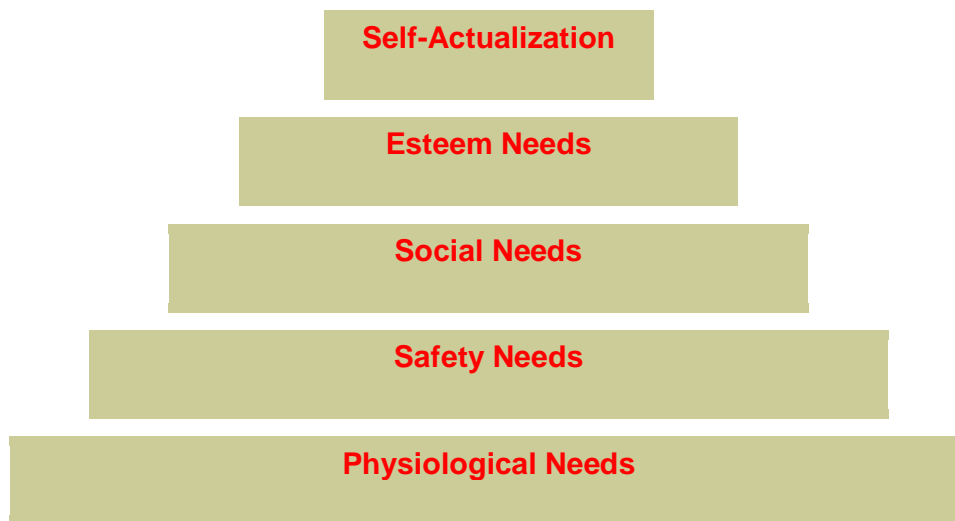 Self-Actualization
Esteem Needs
Social Needs
Safety Needs
Physiological Needs